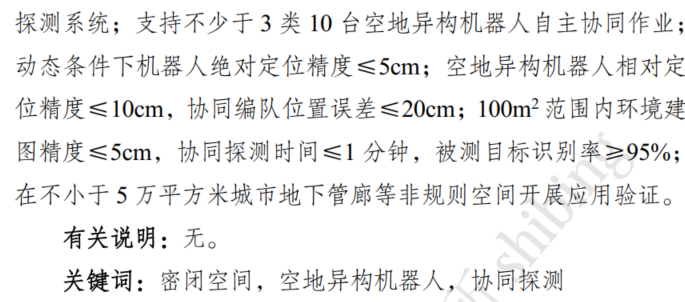 探测系统；支持不少于 3 类 10 台空地异构机器人自主协同作业；
动态条件下机器人绝对定位精度≤5cm；空地异构机器人相对定
位精度≤10cm，协同编队位置误差≤20cm；100m² 范围内环境建
图精度≤5cm，协同探测时间≤1 分钟，被测目标识别率≥95%；
在不小于 5 万平方米城市地下管廊等非规则空间开展应用验证。
有关说明：无。
关键词：密闭空间，空地异构机器人，协同探测
shibing